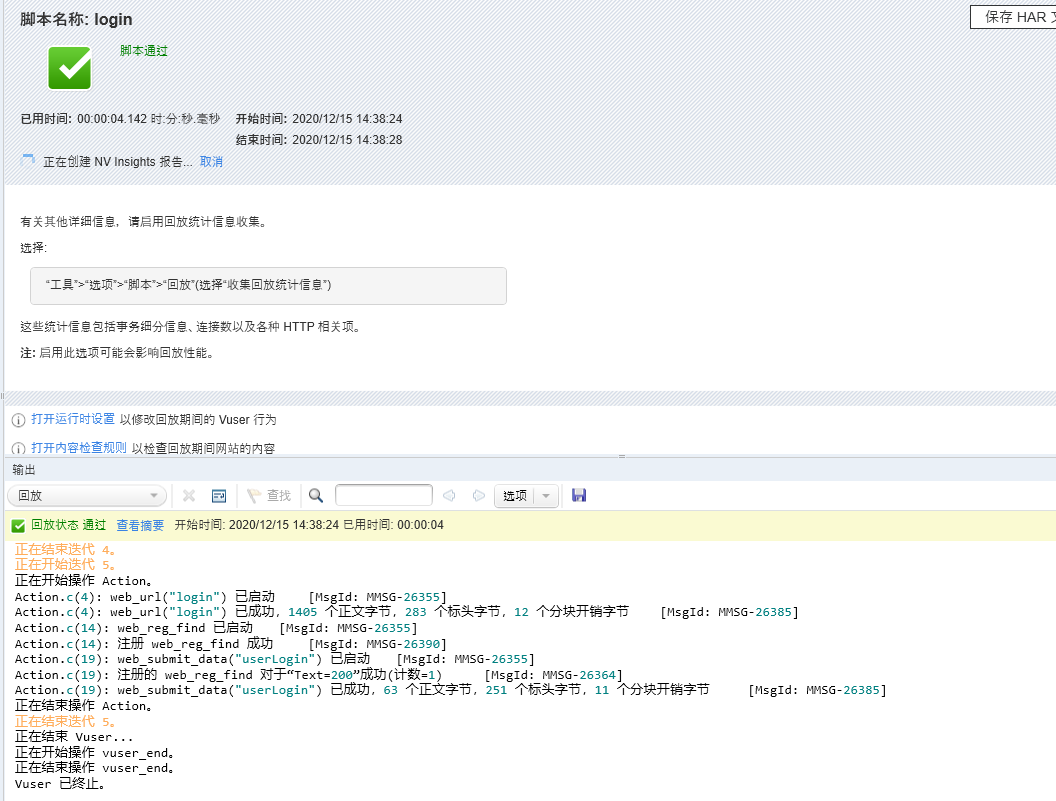 脚本名称: login
保存 HAR
脚本通过
已用时间: 00:00:04.142 时:分:秒.毫秒 开始时间: 2020/12/15 14:38:24
结束时间: 2020/12/15 14:38:28
正在创建 NV Insights 报告... 取消
有关其他详细信息，请启用回放统计信息收集。
选择:
“工具”>“选项”>“脚本”>“回放”(选择“收集回放统计信息”)
这些统计信息包括事务细分信息、连接数以及各种 HTTP 相关项。
注: 启用此选项可能会影响回放性能。
打开运行时设置 以修改回放期间的 Vuser 行为
打开内容检查规则 以检查回放期间网站的内容
输出
回放 查找 选项
回放状态 通过 查看摘要 开始时间: 2020/12/15 14:38:24 已用时间: 00:00:04
正在结束迭代 4。
正在开始迭代 5。
正在开始操作 Action。
Action.c(4): web_url("login") 已启动 [MsgId: MMSG-26355]
Action.c(4): web_url("login") 已成功，1405 个正文字节，283 个标头字节，12 个分块开销字节 [MsgId: MMSG-26385]
Action.c(14): web_reg_find 已启动 [MsgId: MMSG-26355]
Action.c(14): 注册 web_reg_find 成功 [MsgId: MMSG-26390]
Action.c(19): web_submit_data("userLogin") 已启动 [MsgId: MMSG-26355]
Action.c(19): 注册的 web_reg_find 对于“Text=200”成功(计数=1) [MsgId: MMSG-26364]
Action.c(19): web_submit_data("userLogin") 已成功，63 个正文字节，251 个标头字节，11 个分块开销字节 [MsgId: MMSG-26385]
正在结束操作 Action。
正在结束迭代 5。
正在结束 Vuser...
正在开始操作 vuser_end。
正在结束操作 vuser_end。
Vuser 已终止。